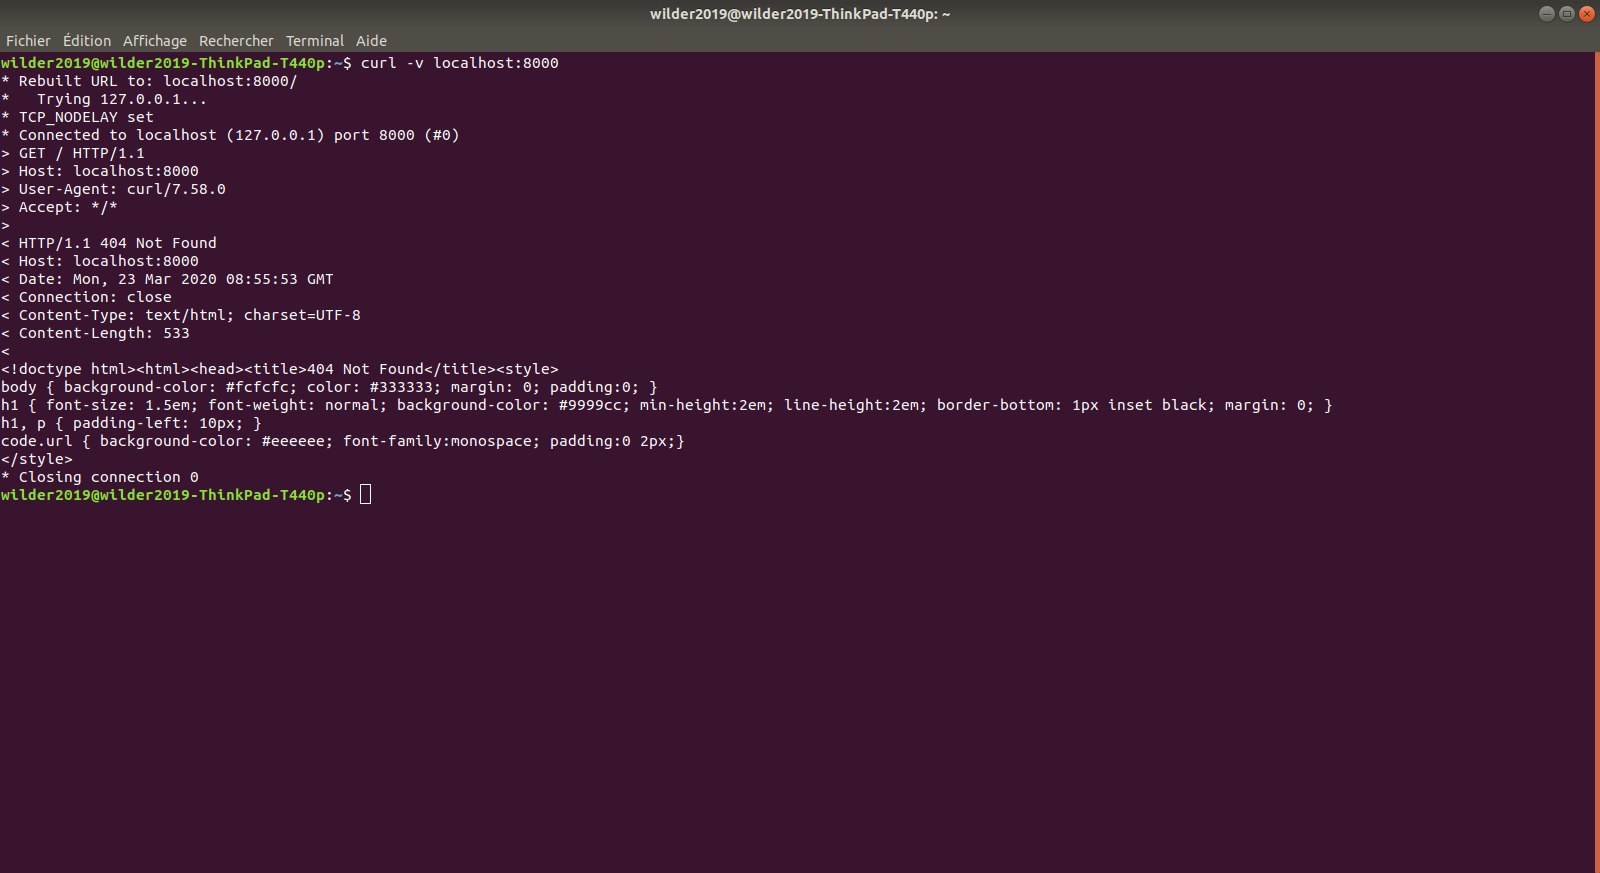 wilder2019@wilder2019-ThinkPad-T440p: ~
Fichier Édition Affichage Rechercher Terminal Aide
wilder2019@wilder2019-ThinkPad-T440p:~$ curl -v localhost:8000
* Rebuilt URL to: localhost:8000/
*   Trying 127.0.0.1...
* TCP_NODELAY set
* Connected to localhost (127.0.0.1) port 8000 (#0)
> GET / HTTP/1.1
> Host: localhost:8000
> User-Agent: curl/7.58.0
> Accept: */*
>
< HTTP/1.1 404 Not Found
< Host: localhost:8000
< Date: Mon, 23 Mar 2020 08:55:53 GMT
< Connection: close
< Content-Type: text/html; charset=UTF-8
< Content-Length: 533
<
<!doctype html><html><head><title>404 Not Found</title><style>
body { background-color: #fcfcfc; color: #333333; margin: 0; padding:0; }
h1 { font-size: 1.5em; font-weight: normal; background-color: #9999cc; min-height:2em; line-height:2em; border-bottom: 1px inset black; margin: 0; }
h1, p { padding-left: 10px; }
code.url { background-color: #eeeeee; font-family:monospace; padding:0 2px;}
</style>
* Closing connection 0
wilder2019@wilder2019-ThinkPad-T440p:~$